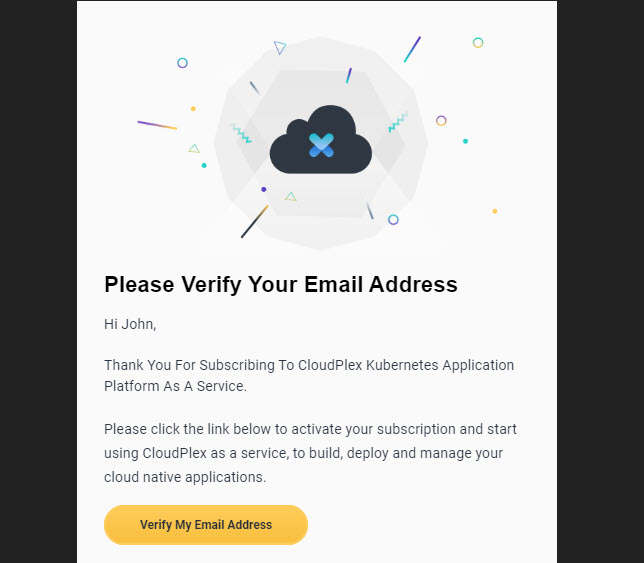 Please Verify Your Email Address
Hi John,
Thank You For Subscribing To CloudPlex Kubernetes Application
Platform As A Service.
Please click the link below to activate your subscription and start
using CloudPlex as a service, to build, deploy and manage your
cloud native applications.
Verify My Email Address